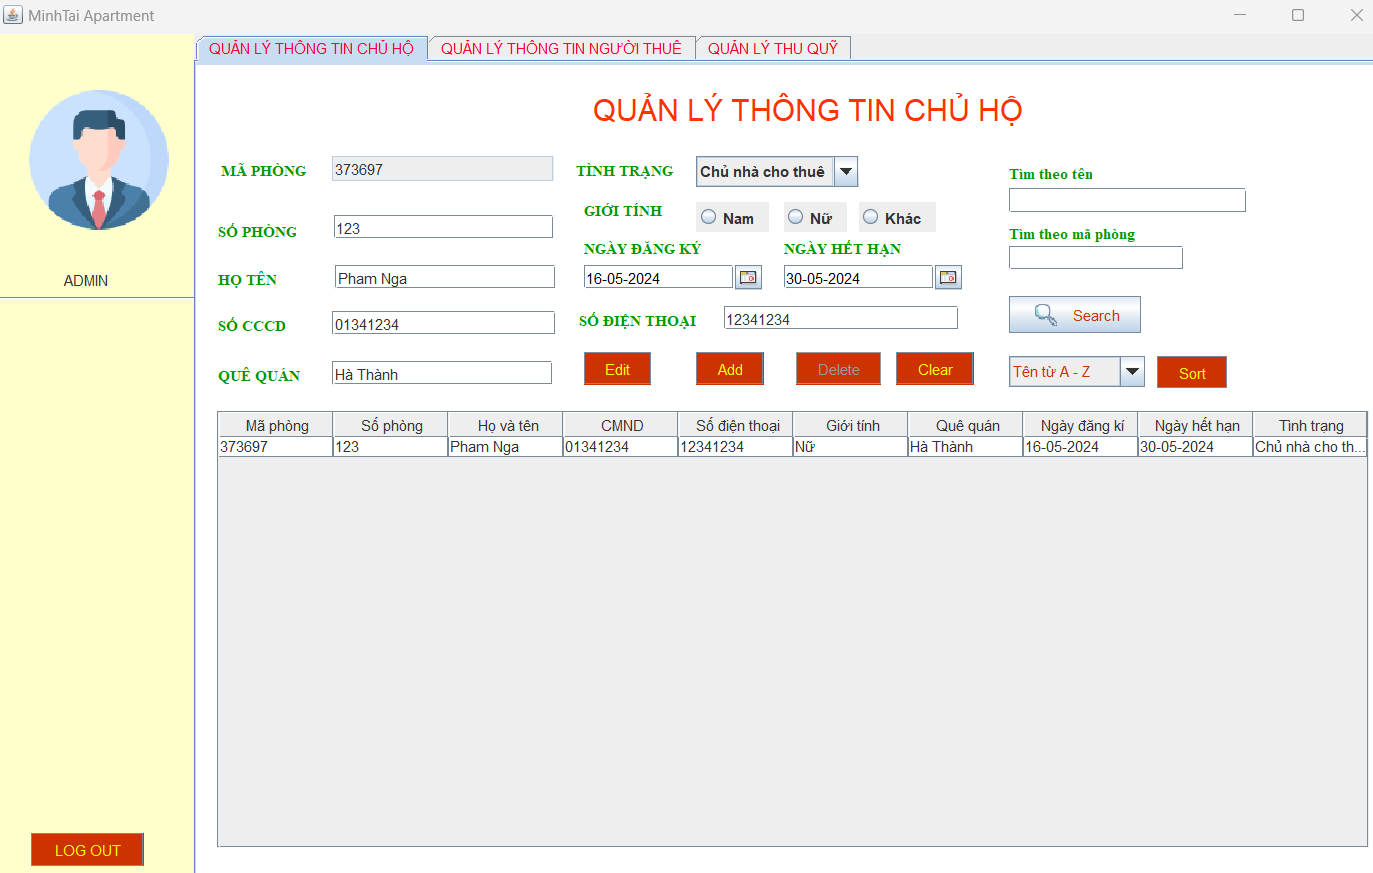 MinhTai Apartment
QUẢN LÝ THÔNG TIN CHỦ HỘ
QUẢN LÝ THÔNG TIN NGƯỜI THUÊ
QUẢN LÝ THU QUỸ
ADMIN
LOG OUT
QUẢN LÝ THÔNG TIN CHỦ HỘ
MÃ PHÒNG 373697
SỐ PHÒNG 123
HỌ TÊN Pham Nga
SỐ CCCD 01341234
QUÊ QUÁN Hà Thành
TÌNH TRẠNG Chủ nhà cho thuê
GIỚI TÍNH Nam Nữ Khác
NGÀY ĐĂNG KÝ NGÀY HẾT HẠN
16-05-2024 30-05-2024
SỐ ĐIỆN THOẠI 12341234
Edit Add Delete Clear
Tìm theo tên
Tìm theo mã phòng
Search
Tên từ A - Z Sort
Mã phòng Số phòng Họ và tên CMND Số điện thoại Giới tính Quê quán Ngày đăng kí Ngày hết hạn Tình trạng
373697 123 Pham Nga 01341234 12341234 Nữ Hà Thành 16-05-2024 30-05-2024 Chủ nhà cho th...